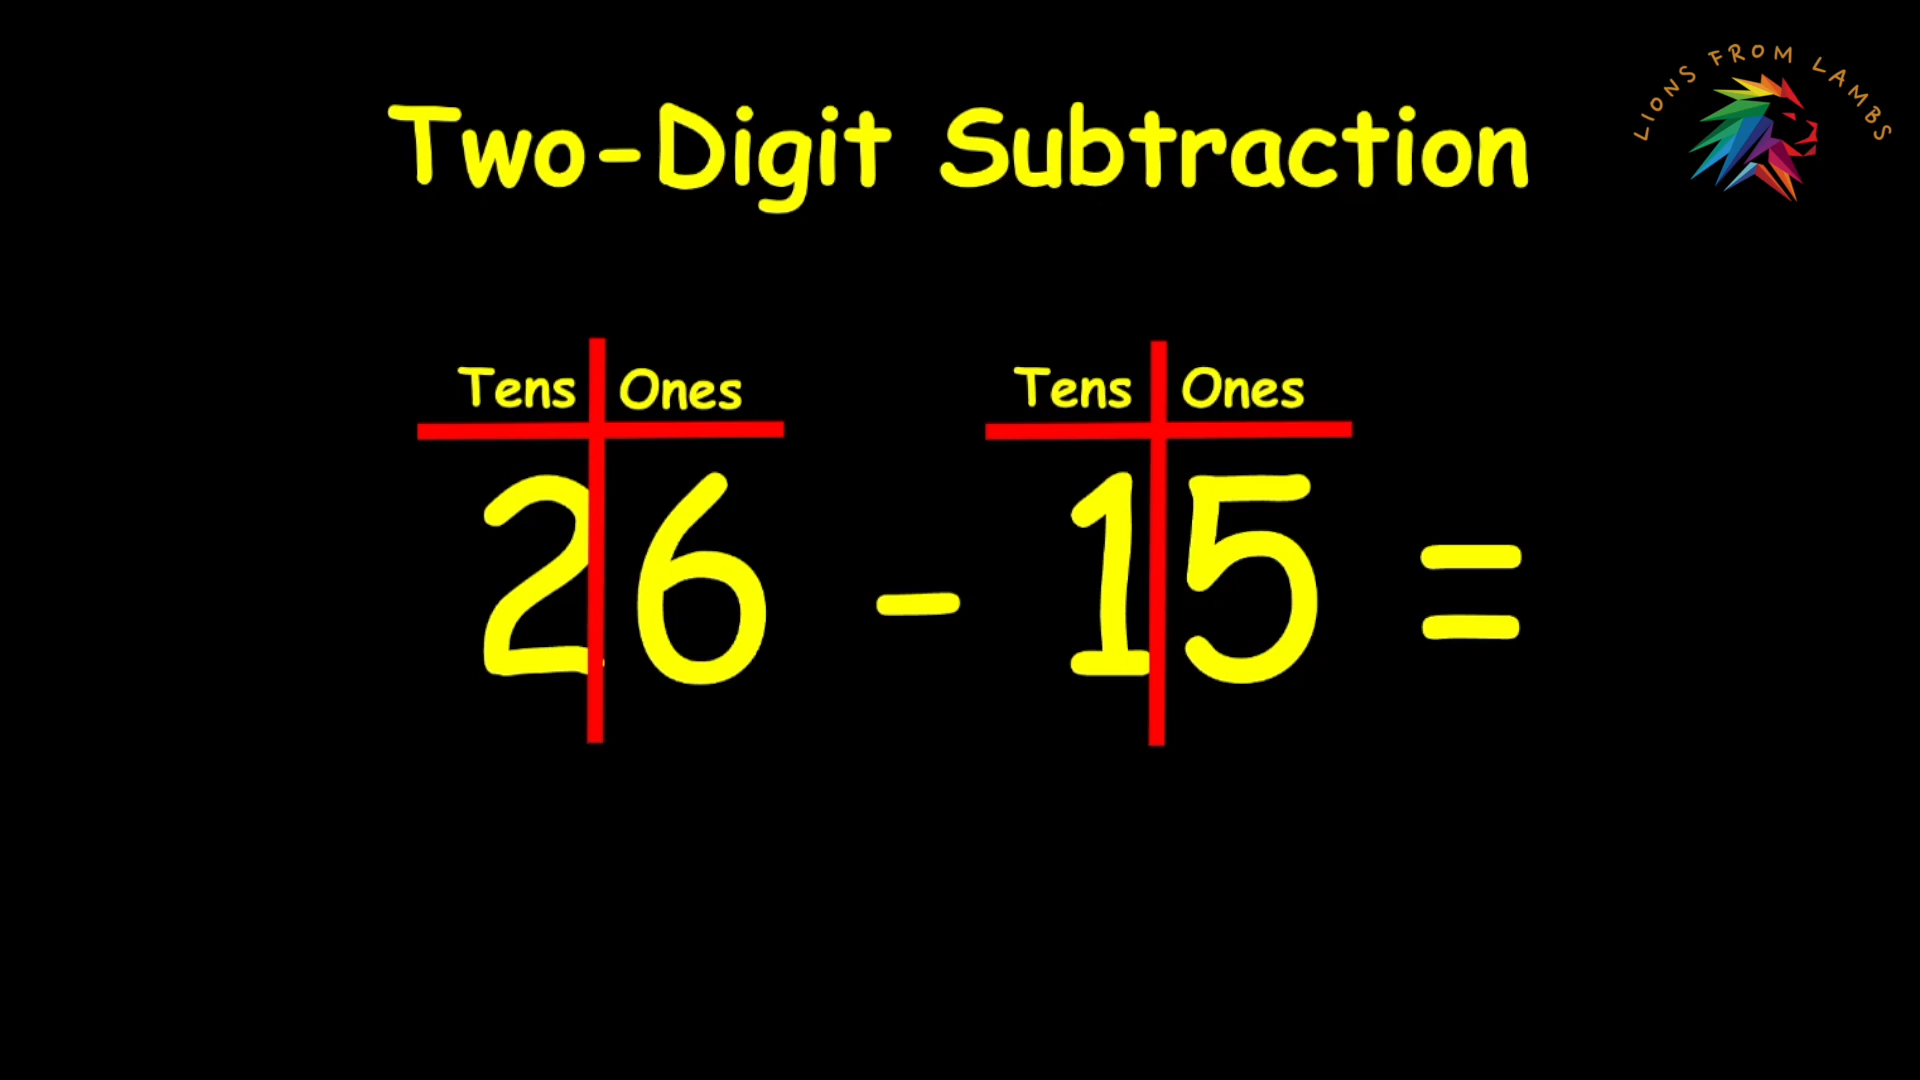 LIONS FROM LAMBS
Two-Digit Subtraction
Tens Ones Tens Ones
26 - 15 =